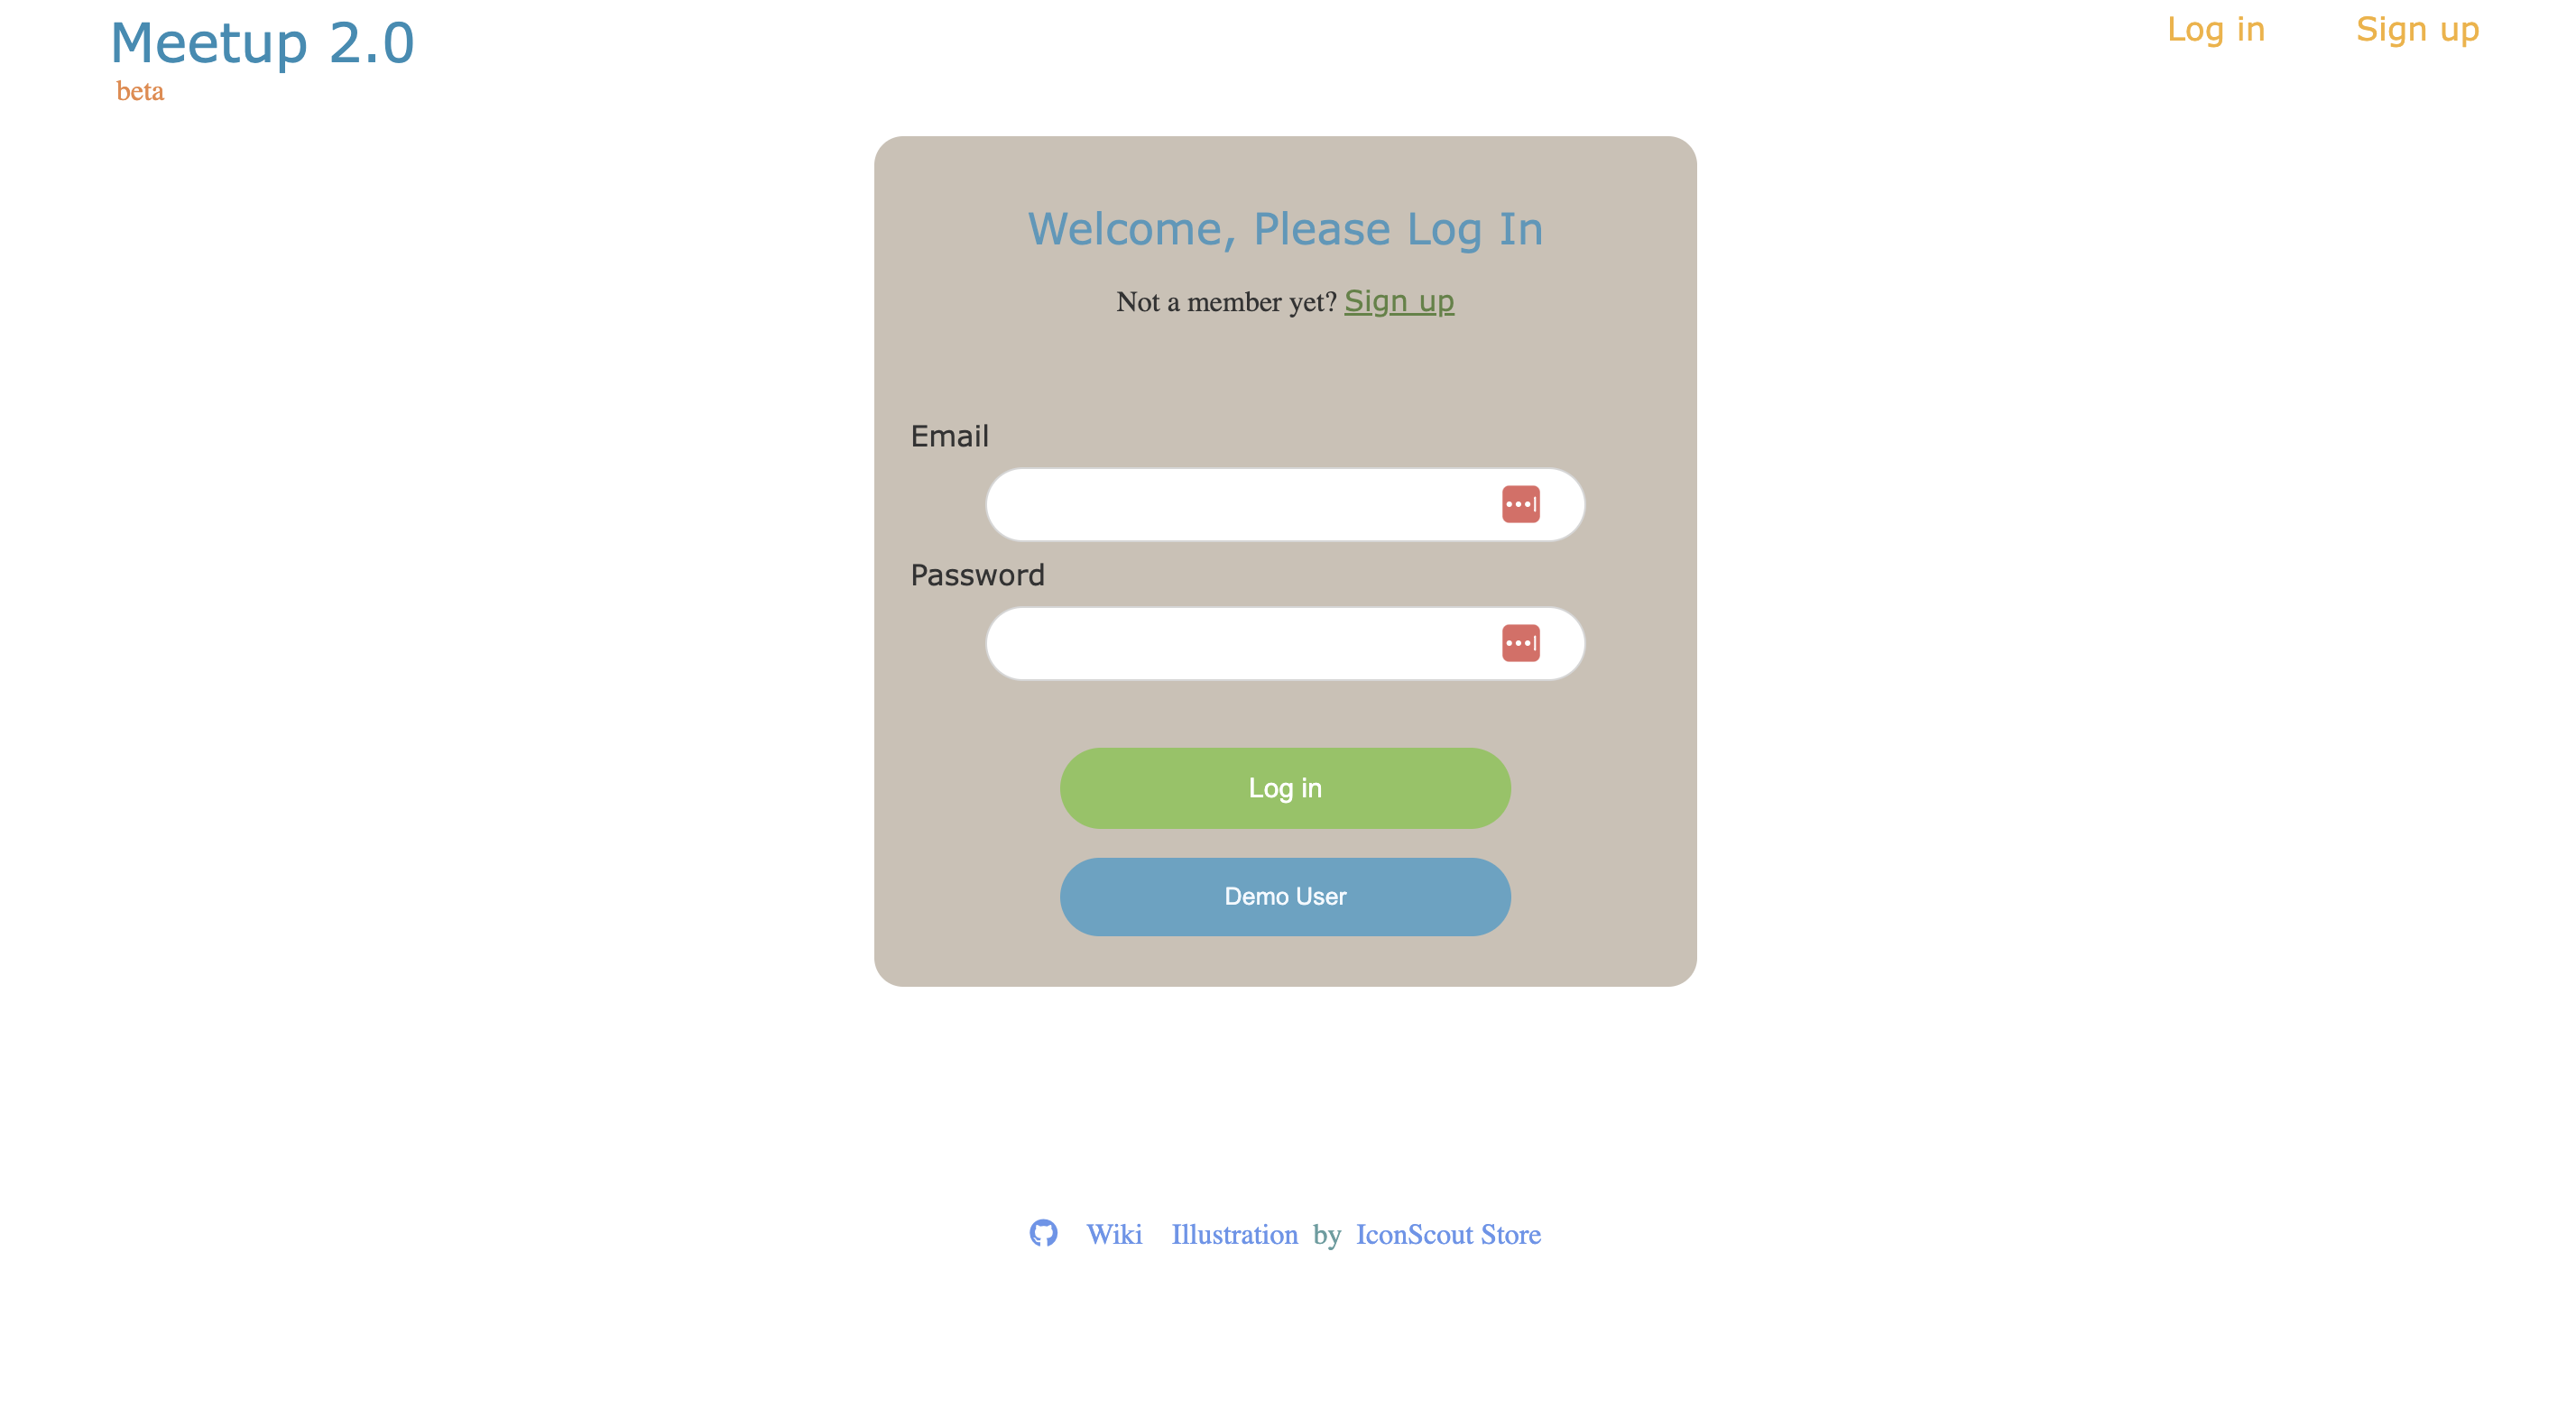 Meetup 2.0
beta
Log in
Sign up
Welcome, Please Log In
Not a member yet? Sign up
Email
Password
Log in
Demo User
Wiki Illustration by IconScout Store